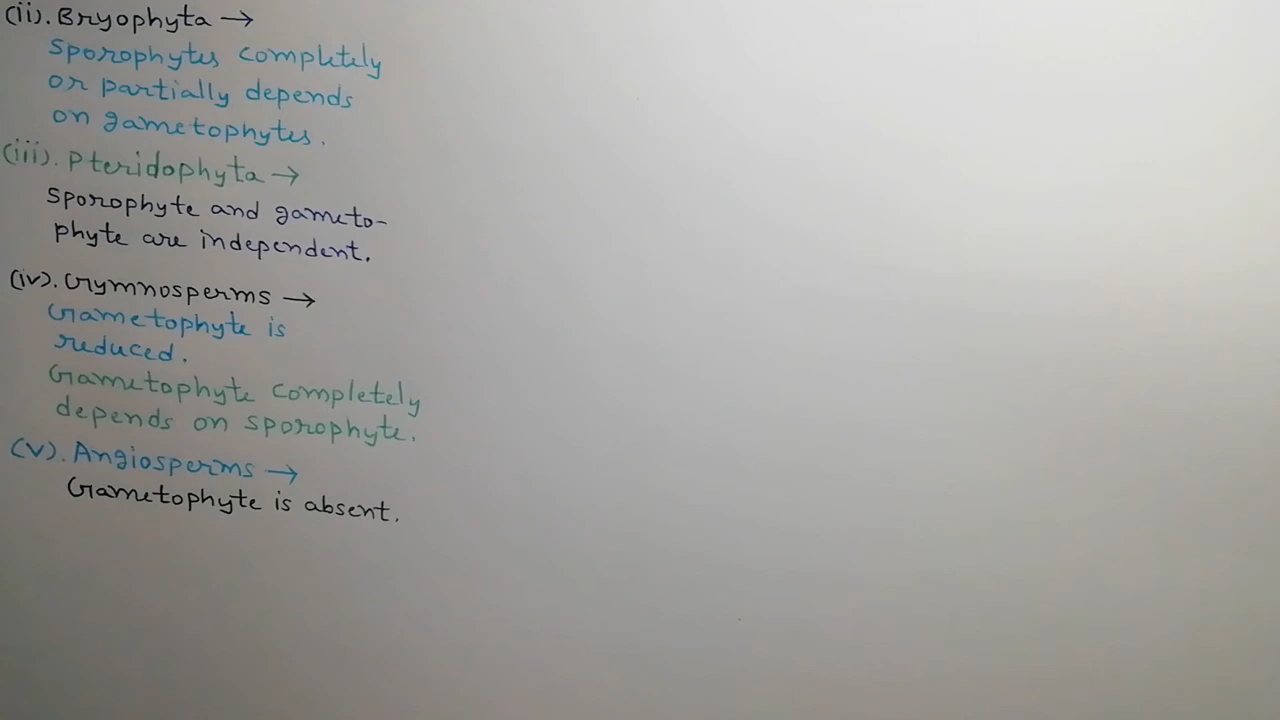 (ii). Bryophyta →
Sporophytes completely
or partially depends
on gametophytes.
(iii). Pteridophyta →
Sporophyte and gameto-
phyte are independent.
(iv). Gymnosperms →
Gametophyte is
reduced.
Gametophyte completely
depends on sporophyte.
(v). Angiosperms →
Gametophyte is absent.